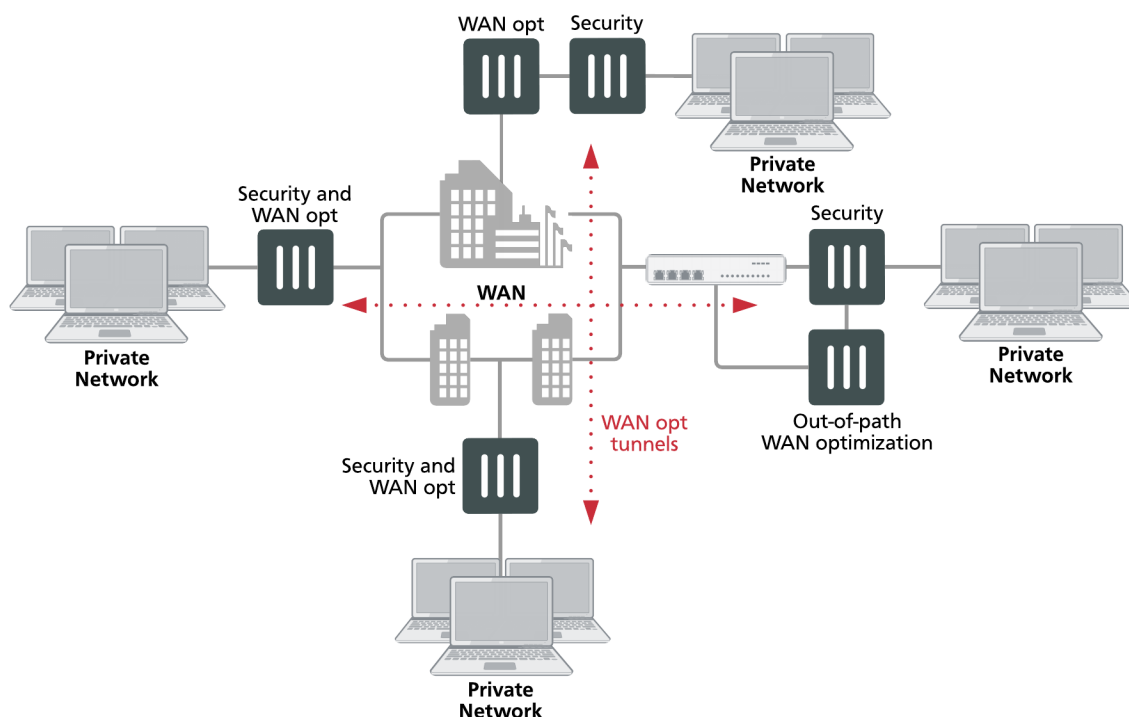 WAN opt
Security
Private
Network
Security and
WAN opt
Security
WAN
Private
Network
Private
Network
WAN opt
tunnels
Out-of-path
WAN optimization
Security and
WAN opt
Private
Network